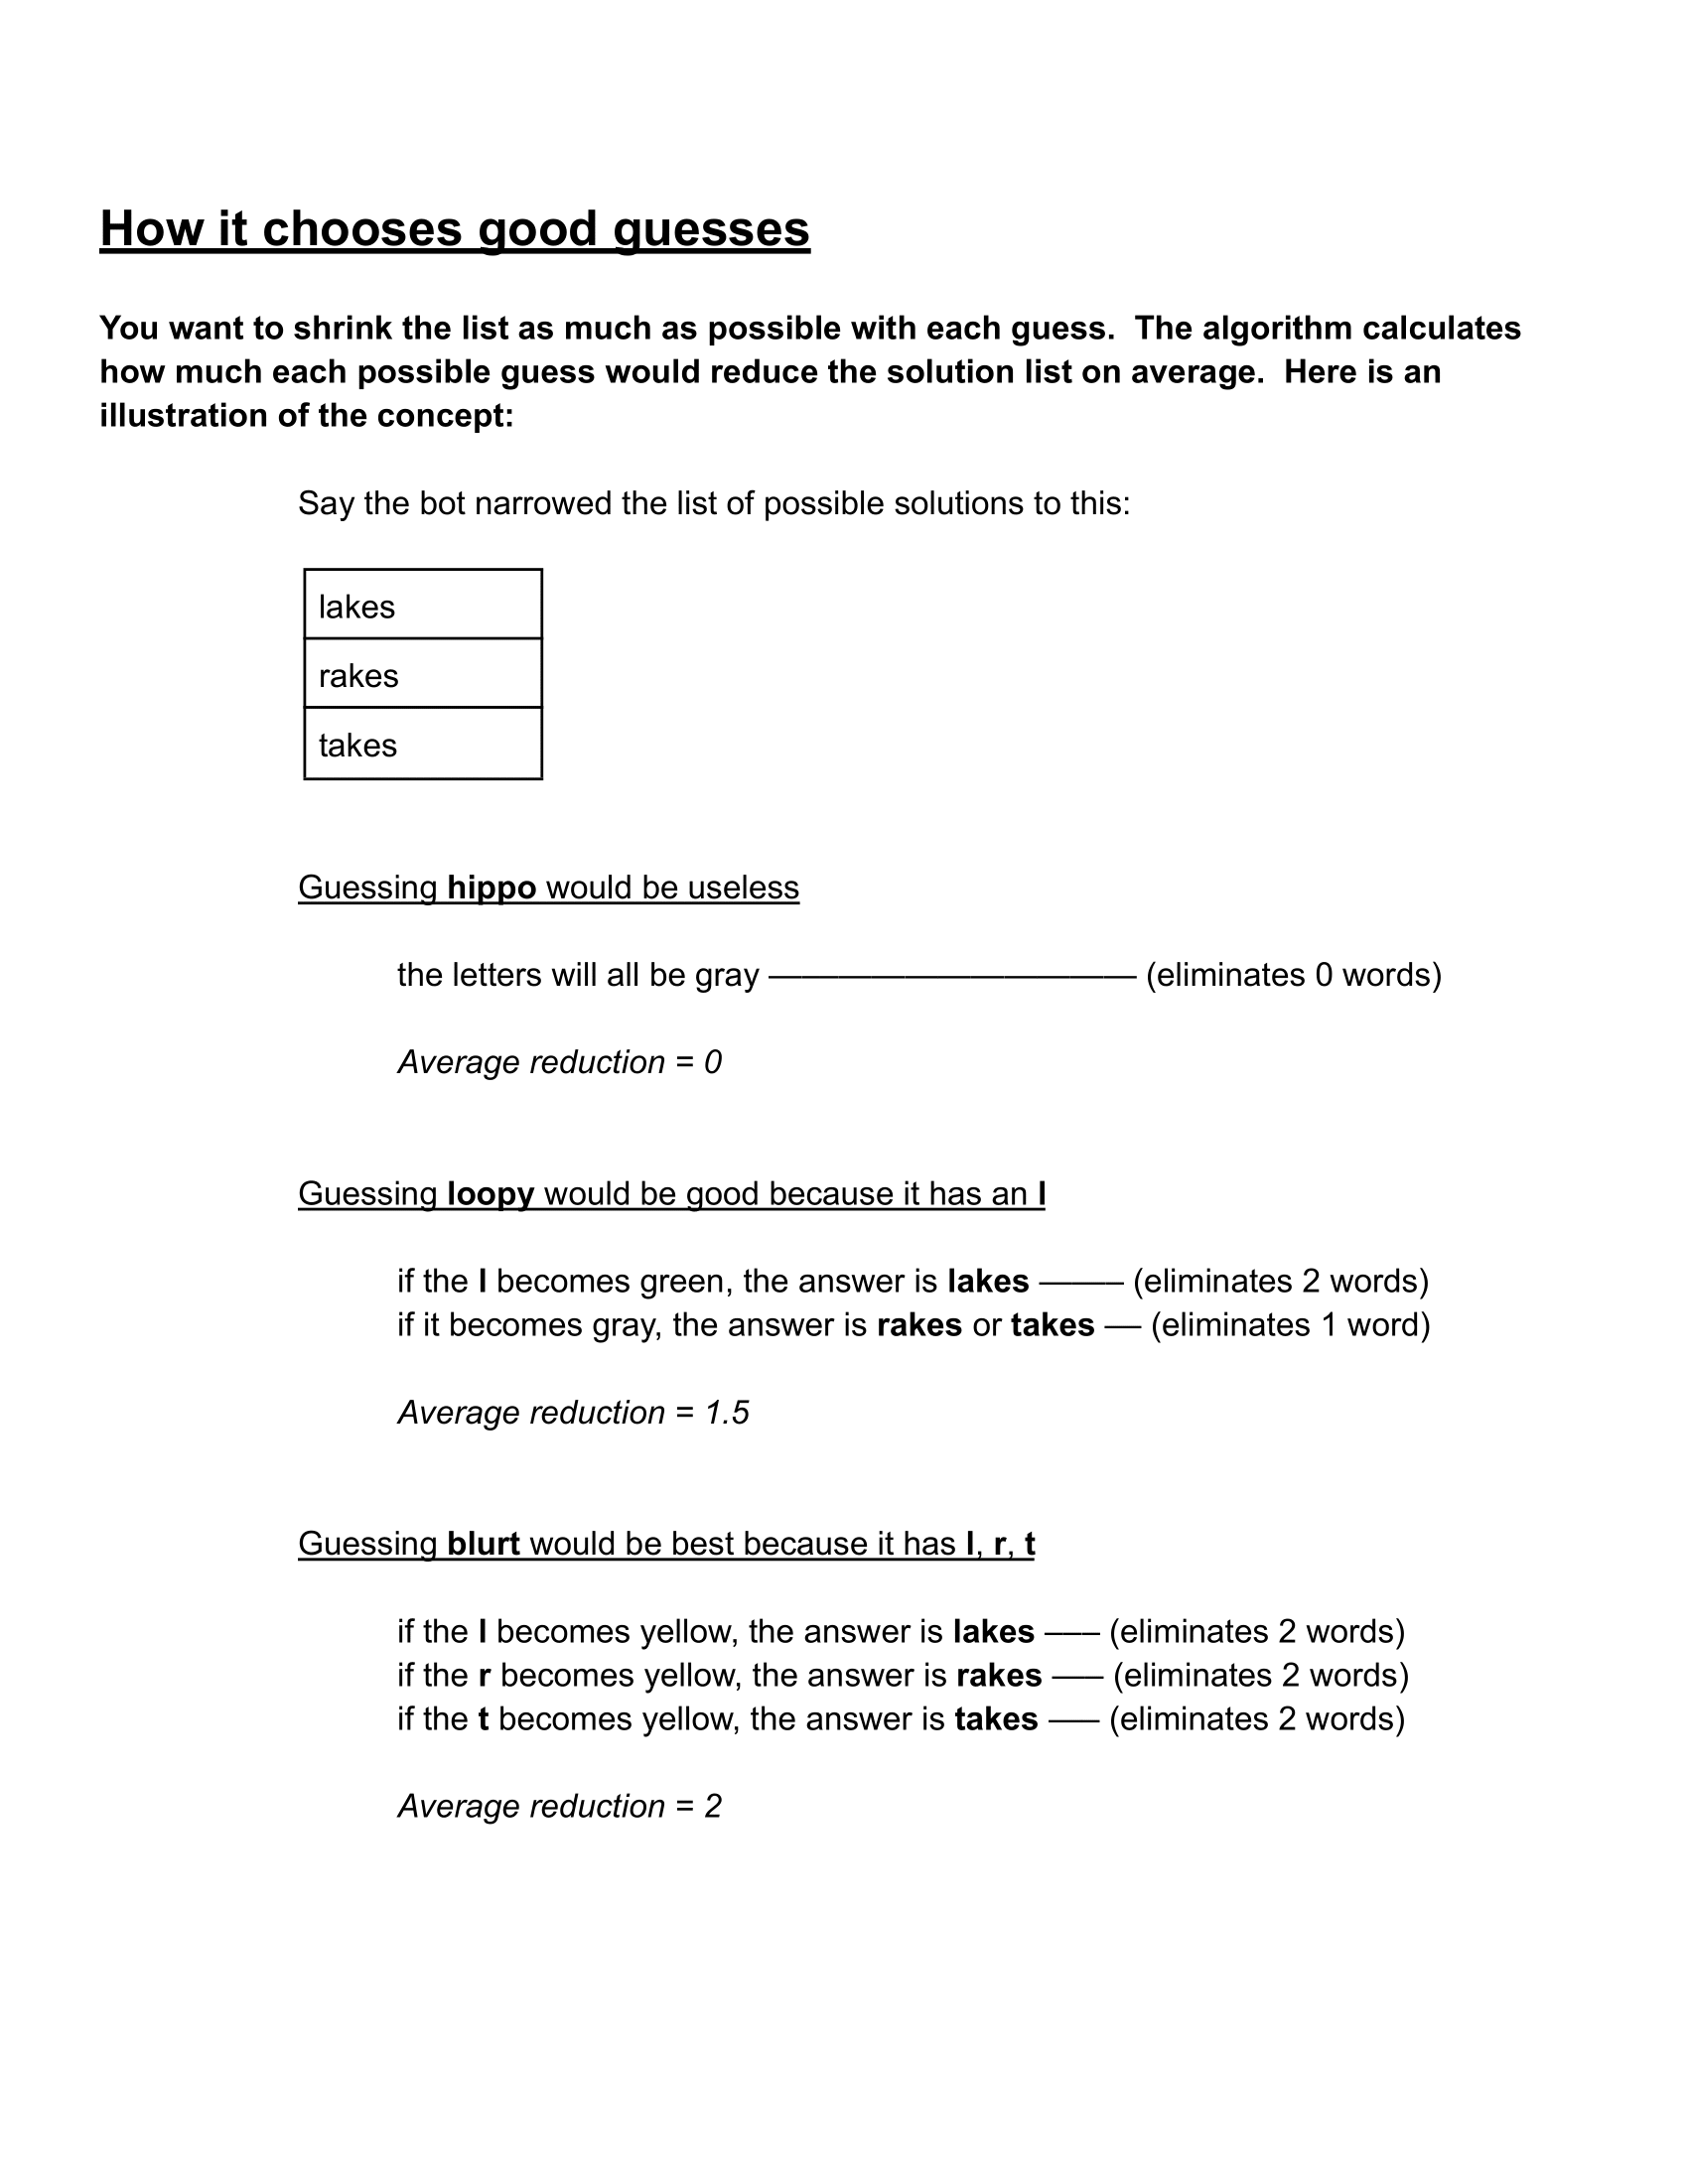 How it chooses good guesses
You want to shrink the list as much as possible with each guess.  The algorithm calculates
how much each possible guess would reduce the solution list on average.  Here is an
illustration of the concept:
Say the bot narrowed the list of possible solutions to this:
lakes
rakes
takes
Guessing hippo would be useless
the letters will all be gray ——————————— (eliminates 0 words)
Average reduction = 0
Guessing loopy would be good because it has an l
if the l becomes green, the answer is lakes ——– (eliminates 2 words)
if it becomes gray, the answer is rakes or takes — (eliminates 1 word)
Average reduction = 1.5
Guessing blurt would be best because it has l, r, t
if the l becomes yellow, the answer is lakes –—– (eliminates 2 words)
if the r becomes yellow, the answer is rakes —– (eliminates 2 words)
if the t becomes yellow, the answer is takes —– (eliminates 2 words)
Average reduction = 2